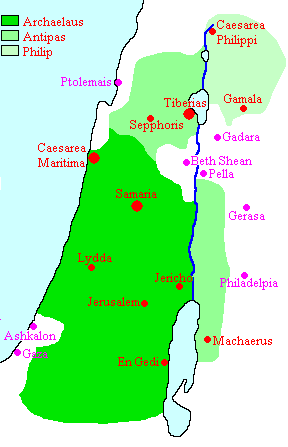 Archaelaus
Antipas
Philip
Caesarea
Philippi
Ptolemais
Tiberias
Gamala
Sepphoris
Gadara
Caesarea
Maritima
Beth Shean
Pella
Samaria
Gerasa
Lydda
Jericho
Philadelpia
Jerusalem
Ashkalon
Machaerus
Gaza
En Gedi